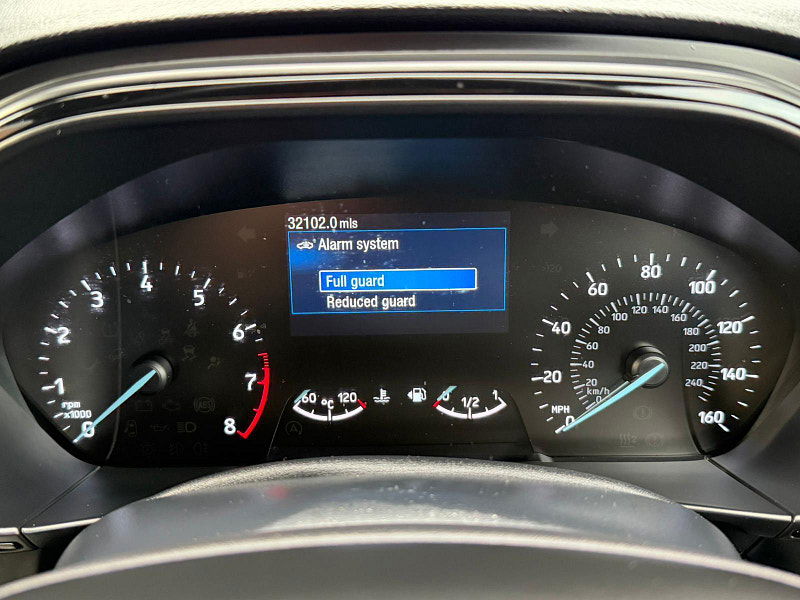 32102.0 mls
Alarm system
Full guard
Reduced guard
0 1 2 3 4 5 6 7 8
rpm
x1000
60 °C 120
0 1/2 1
0 20 40 60 80 100 120 140 160
MPH
0 20 40 60 80 100 120 140 160 180 200 220 240
km/h